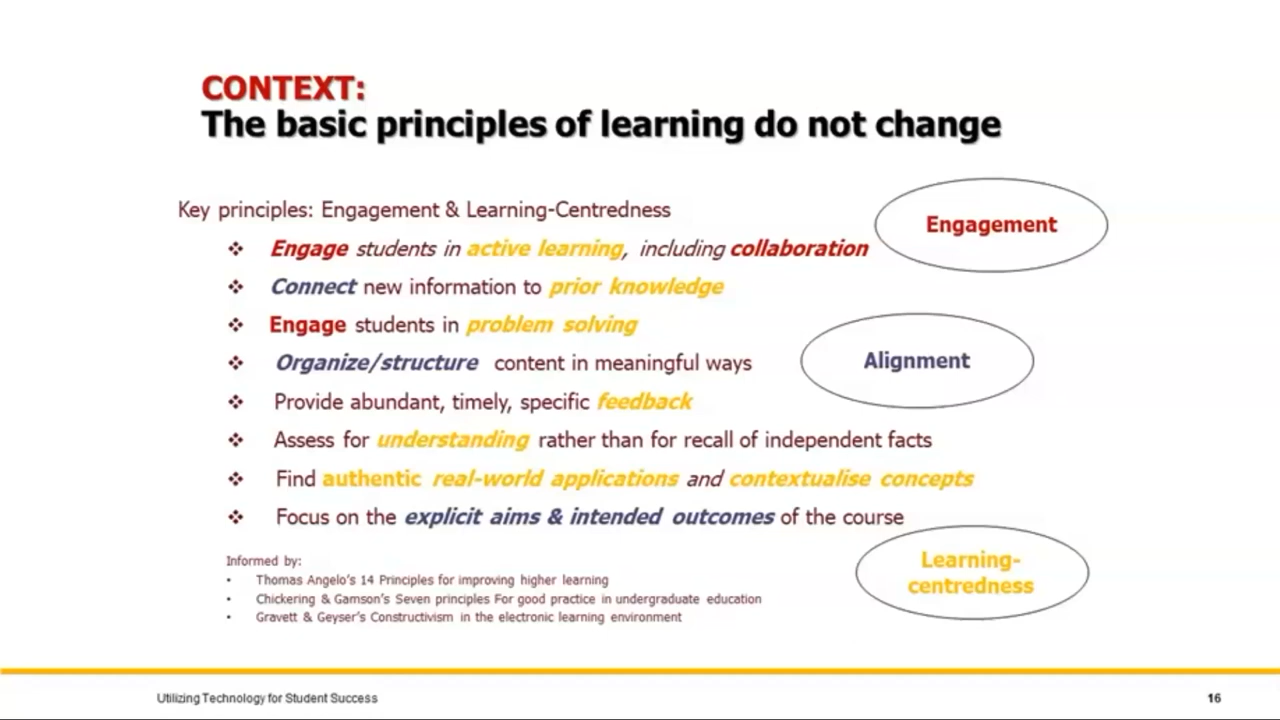 CONTEXT:
The basic principles of learning do not change
Key principles: Engagement & Learning-Centredness
❖ Engage students in active learning, including collaboration
❖ Connect new information to prior knowledge
❖ Engage students in problem solving
❖ Organize/structure content in meaningful ways
❖ Provide abundant, timely, specific feedback
❖ Assess for understanding rather than for recall of independent facts
❖ Find authentic real-world applications and contextualise concepts
❖ Focus on the explicit aims & intended outcomes of the course
Engagement
Alignment
Learning-
centredness
Informed by:
• Thomas Angelo's 14 Principles for improving higher learning
• Chickering & Gamson's Seven principles For good practice in undergraduate education
• Gravett & Geyser's Constructivism in the electronic learning environment
Utilizing Technology for Student Success
16